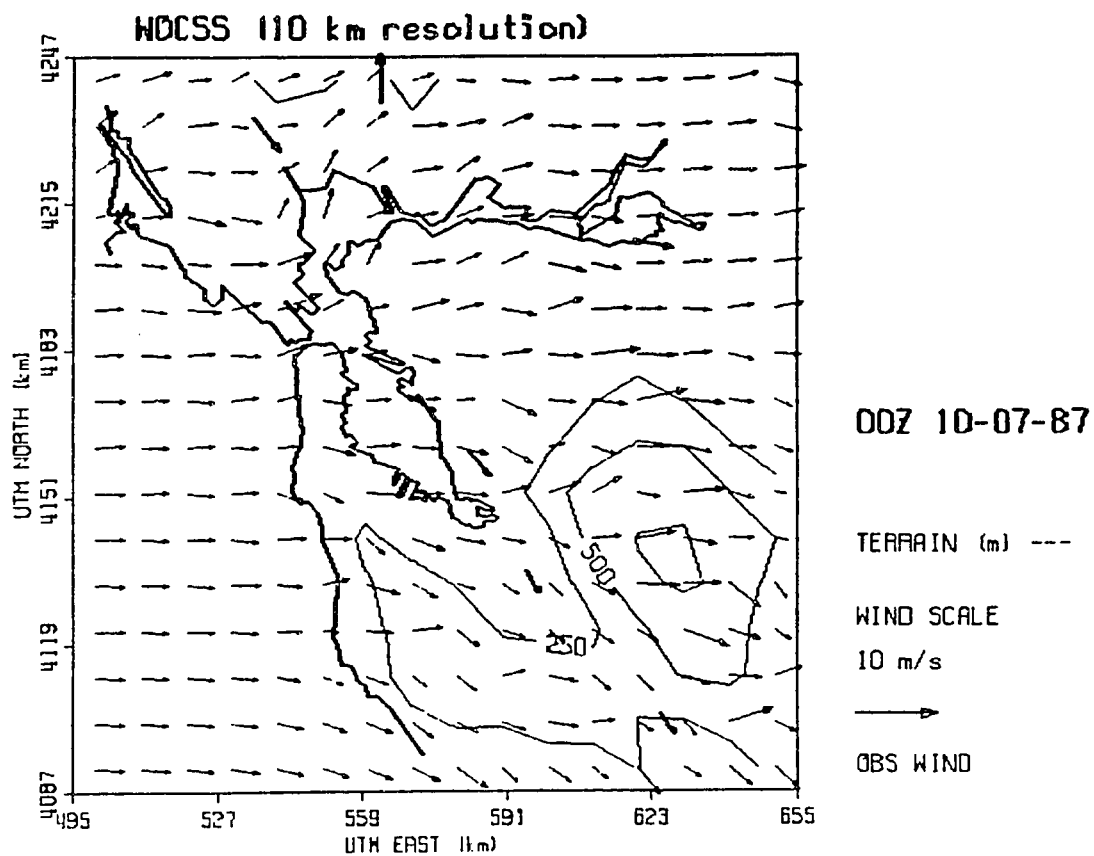 WOCSS (10 km resolution)
4247
4215
4183
4151
4119
4087
UTM NORTH (km)
500
250
495
527
559
591
623
655
UTM EAST (km)
00Z 10-07-87
TERRAIN (m) ---
WIND SCALE
10 m/s
OBS WIND